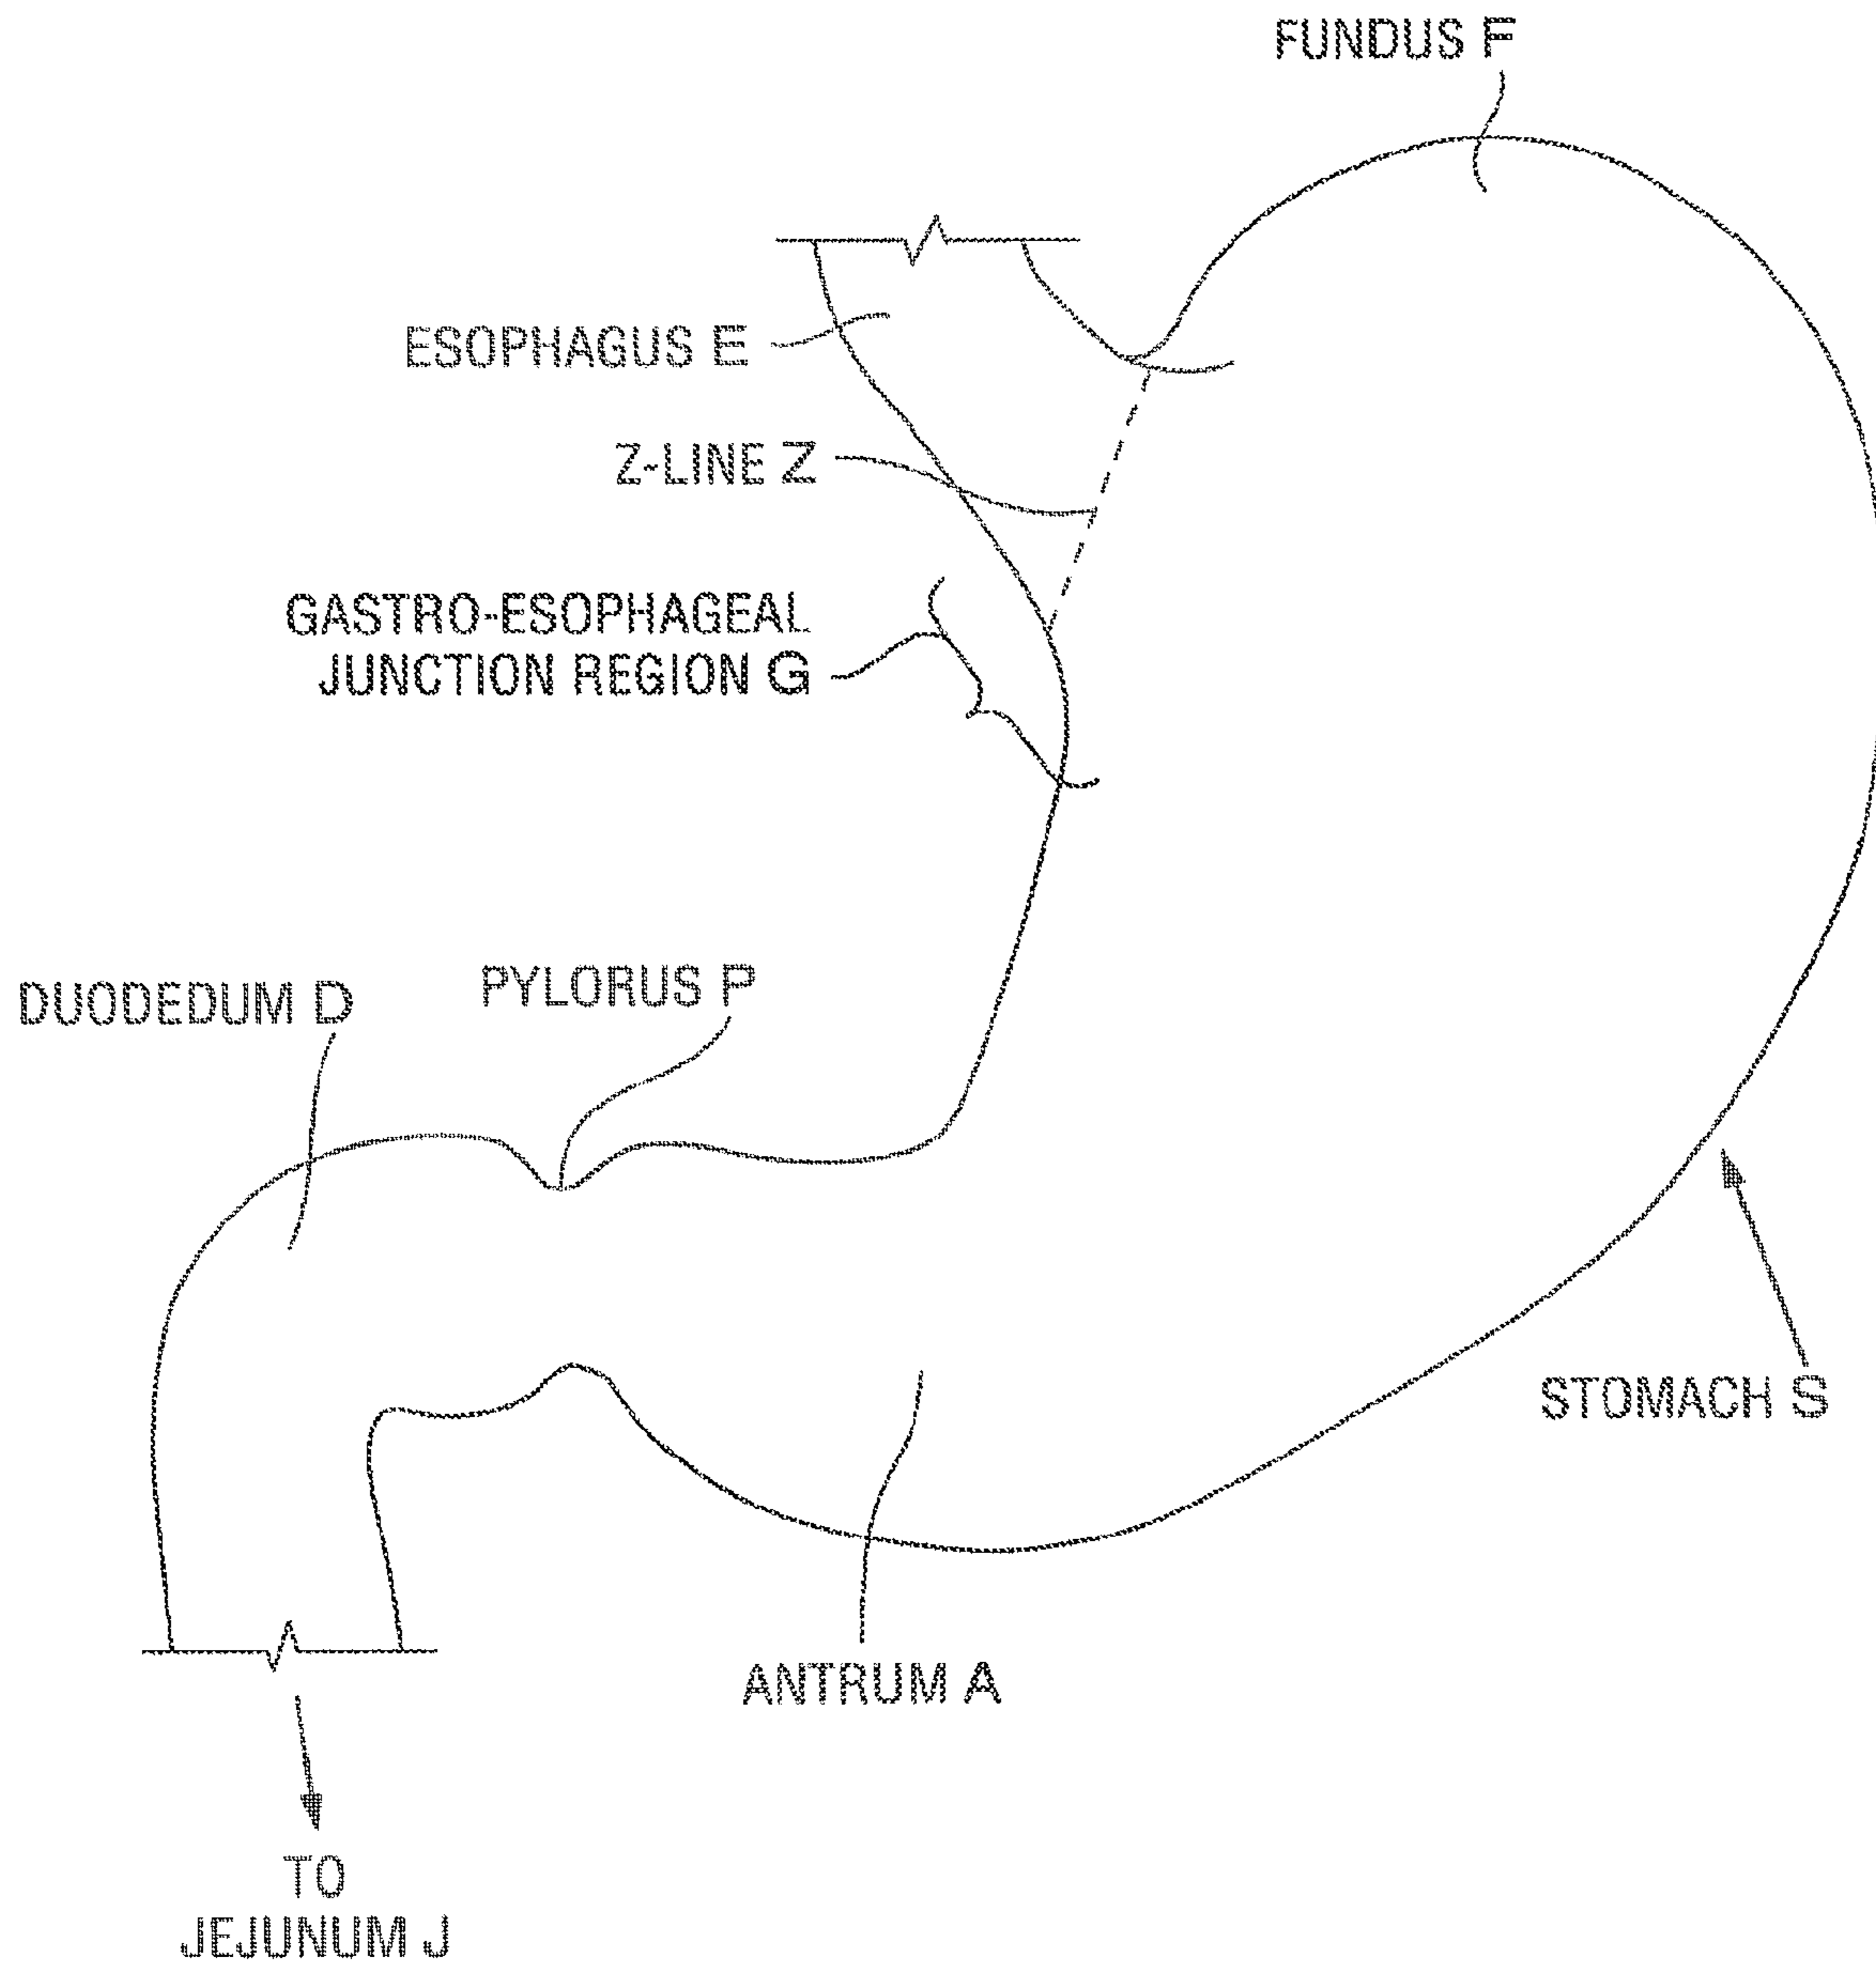 FUNDUS F
ESOPHAGUS E
Z-LINE Z
GASTRO-ESOPHAGEAL
JUNCTION REGION G
DUODEDUM D
PYLORUS P
STOMACH S
ANTRUM A
TO
JEJUNUM J